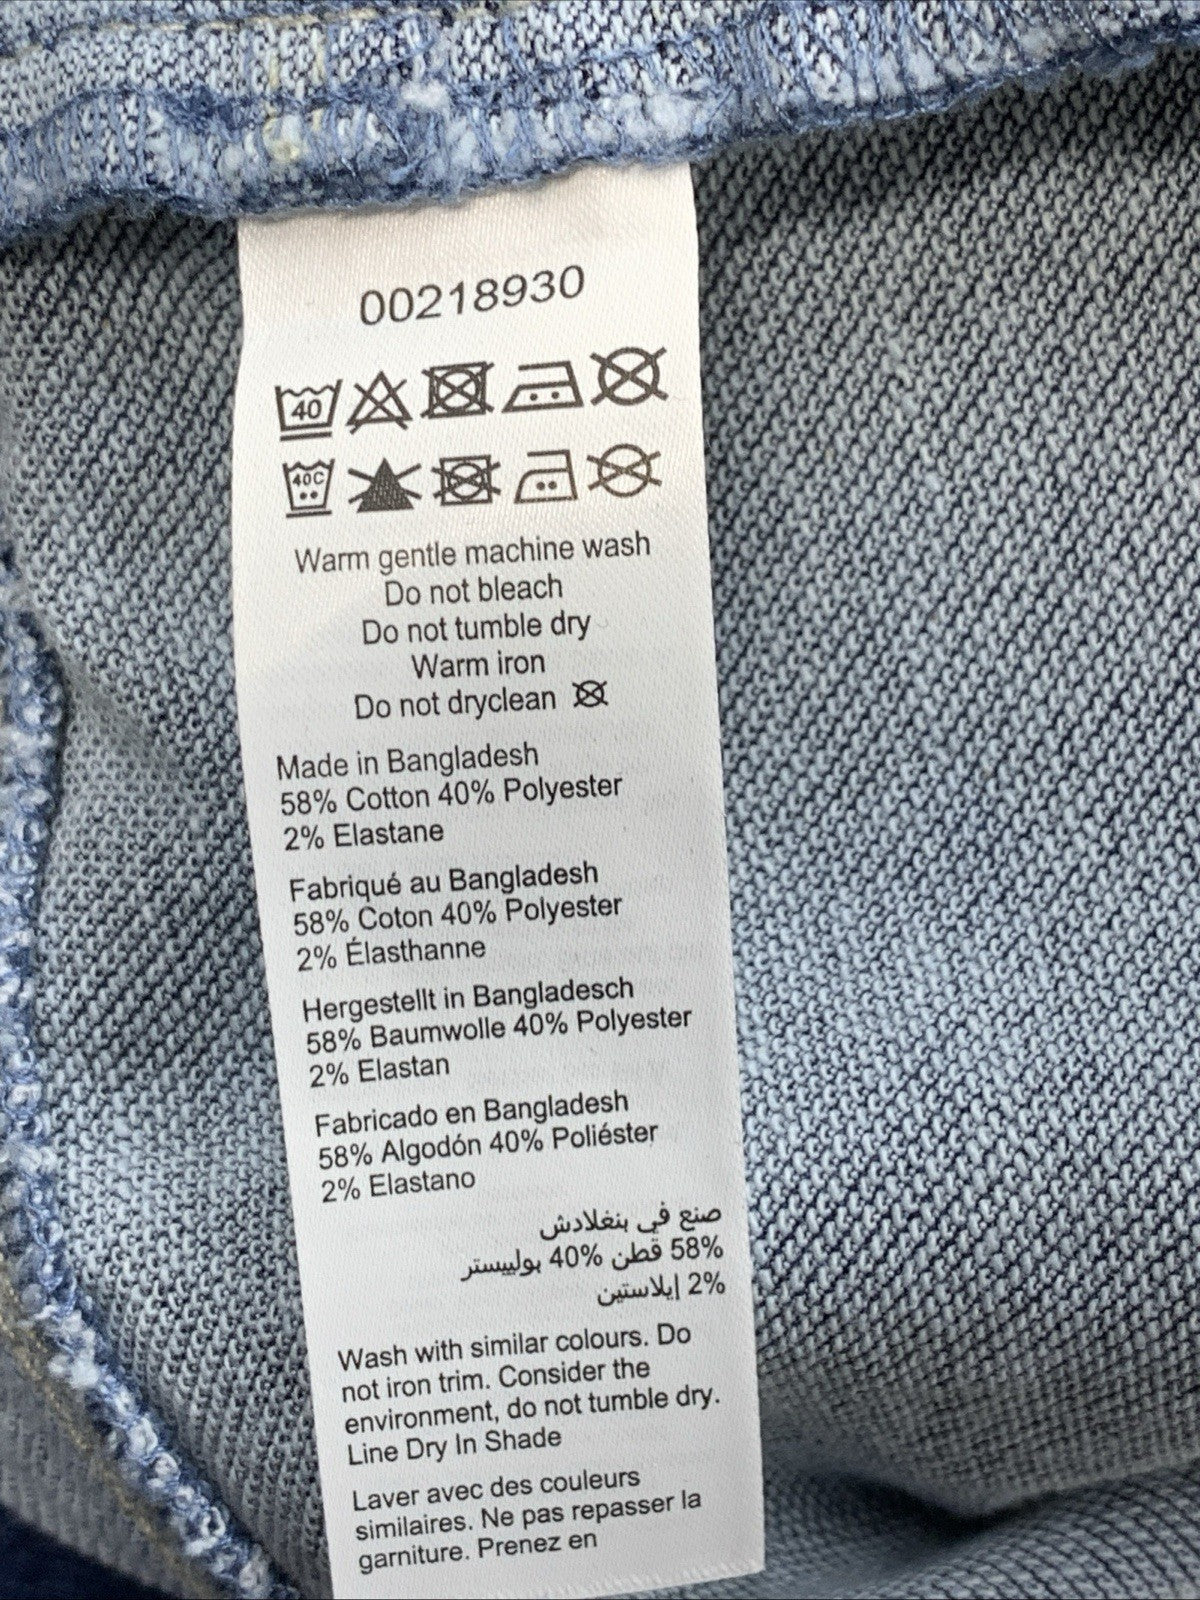 00218930
40
40C
Warm gentle machine wash
Do not bleach
Do not tumble dry
Warm iron
Do not dryclean
Made in Bangladesh
58% Cotton 40% Polyester
2% Elastane
Fabriqué au Bangladesh
58% Coton 40% Polyester
2% Élasthanne
Hergestellt in Bangladesch
58% Baumwolle 40% Polyester
2% Elastan
Fabricado en Bangladesh
58% Algodón 40% Poliéster
2% Elastano
صنع في بنغلادش
58% قطن 40% بوليستر
2% إيلاستين
Wash with similar colours. Do
not iron trim. Consider the
environment, do not tumble dry.
Line Dry In Shade
Laver avec des couleurs
similaires. Ne pas repasser la
garniture. Prenez en